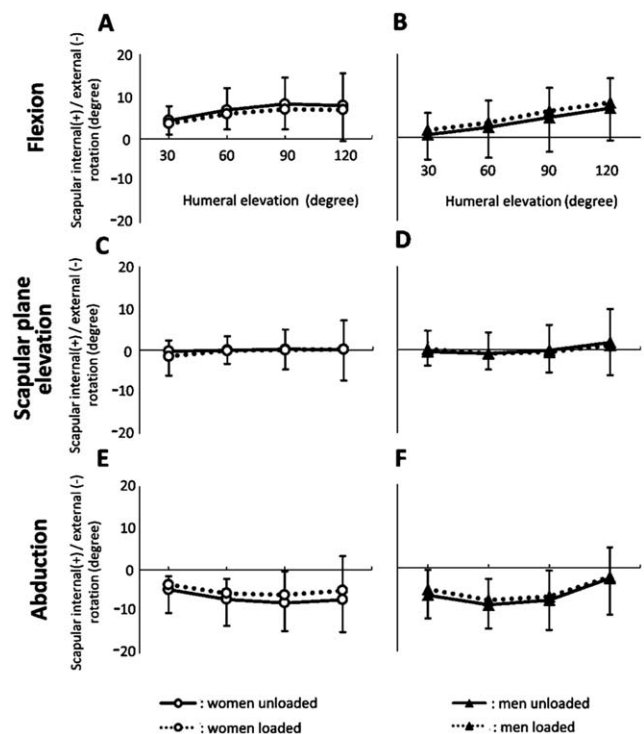 A
B
Flexion
Scapular internal(+)/ external (-)
rotation (degree)
20
10
0
-10
-20
30 60 90 120
Humeral elevation (degree)
30 60 90 120
Humeral elevation (degree)
C
D
Scapular plane
elevation
Scapular internal(+)/ external (-)
rotation (degree)
20
10
0
-10
-20
E
F
Abduction
Scapular internal(+)/ external (-)
rotation (degree)
20
10
0
-10
-20
: women unloaded
: women loaded
: men unloaded
: men loaded